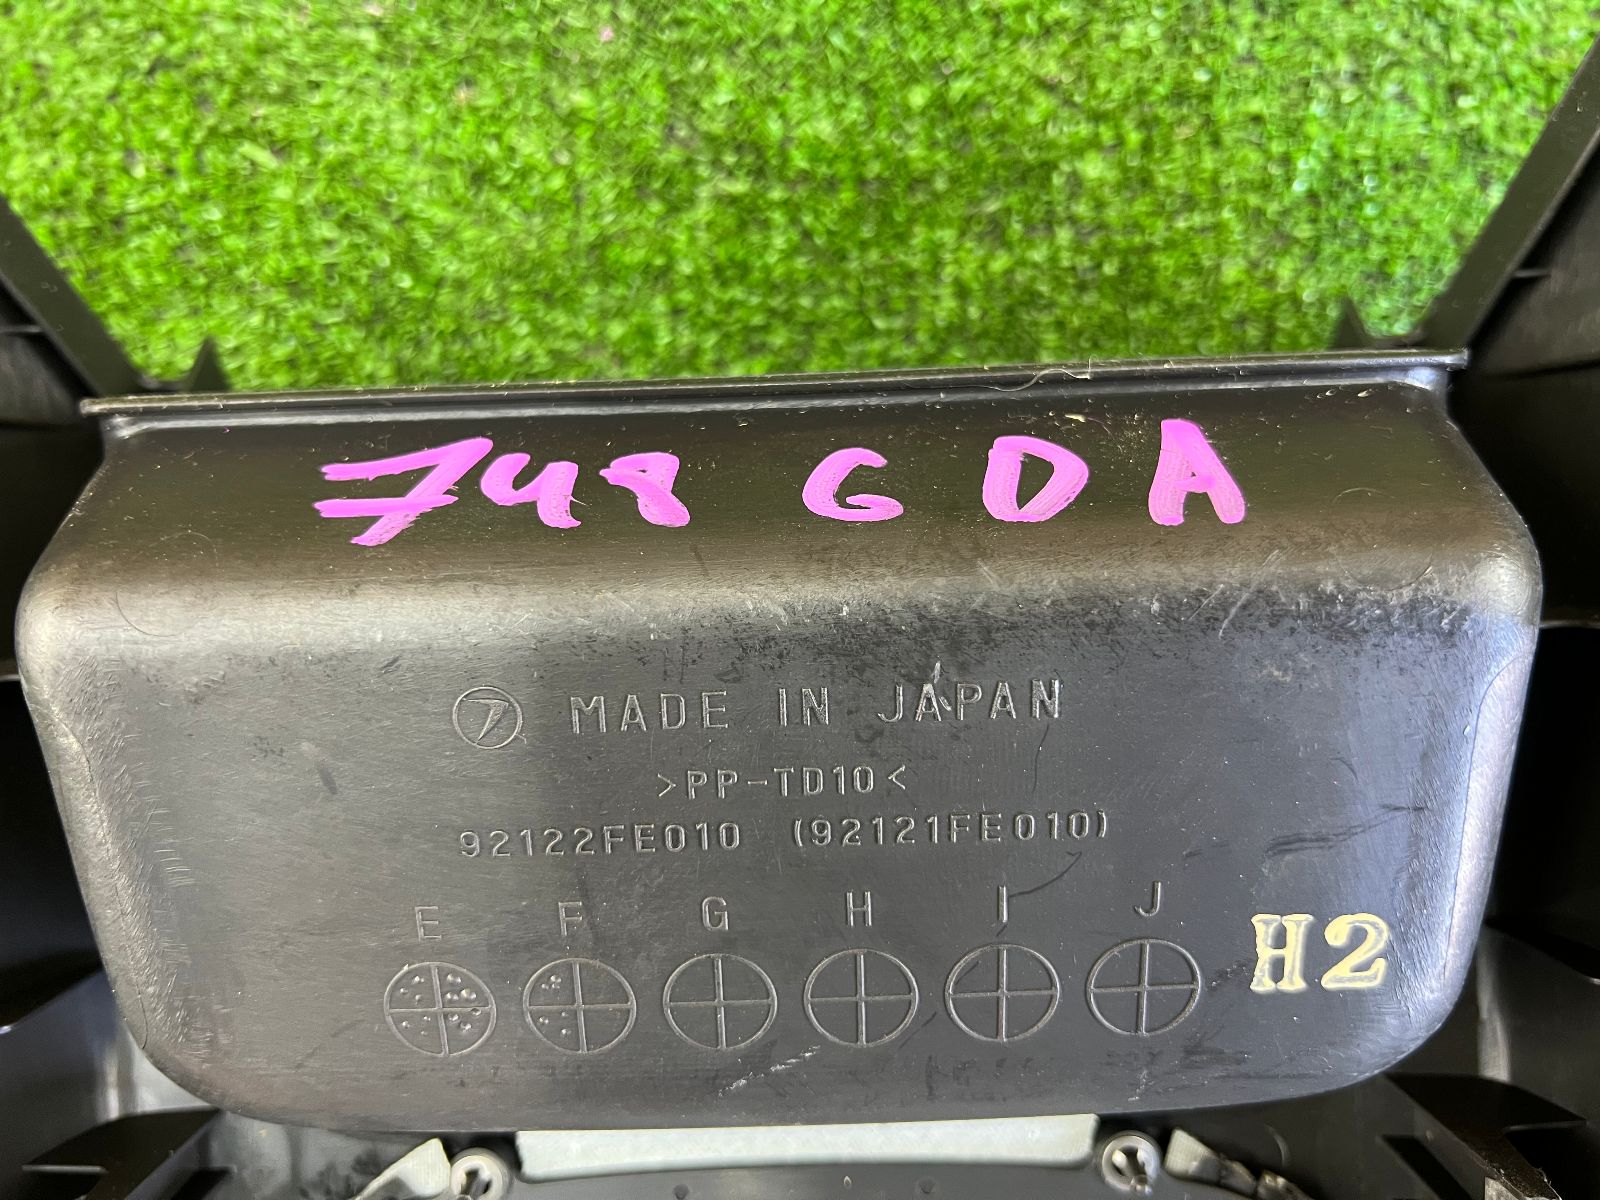 748 GDA
MADE IN JAPAN
>PP-TD10<
92122FE010 (92121FE010)
E F G H I J
H2